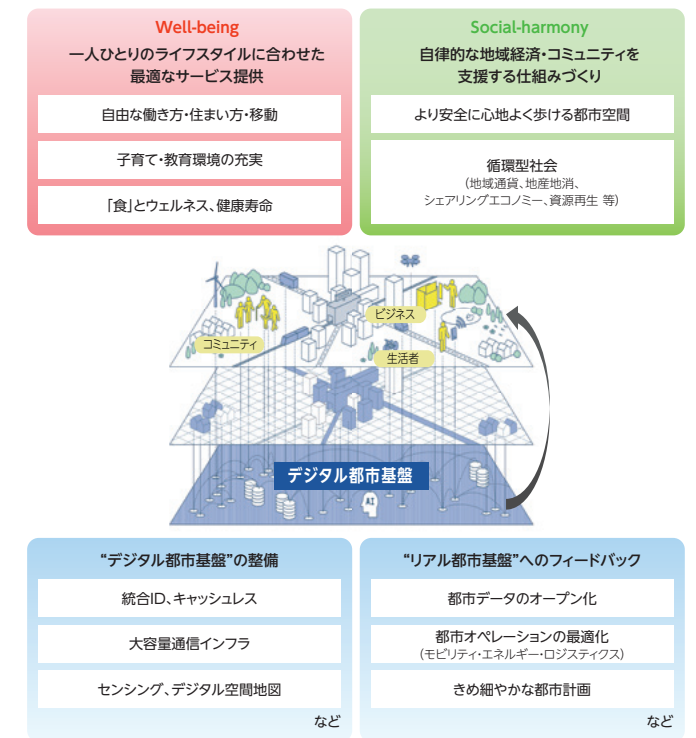 Well-being
一人ひとりのライフスタイルに合わせた
最適なサービス提供
自由な働き方・住まい方・移動
子育て・教育環境の充実
「食」とウェルネス、健康寿命
Social-harmony
自律的な地域経済・コミュニティを
支援する仕組みづくり
より安全に心地よく歩ける都市空間
循環型社会
(地域通貨、地産地消、
シェアリングエコノミー、資源再生 等)
ビジネス
コミュニティ
生活者
デジタル都市基盤
AI
“デジタル都市基盤”の整備
統合ID、キャッシュレス
大容量通信インフラ
センシング、デジタル空間地図
など
“リアル都市基盤”へのフィードバック
都市データのオープン化
都市オペレーションの最適化
(モビリティ・エネルギー・ロジスティクス)
きめ細やかな都市計画
など